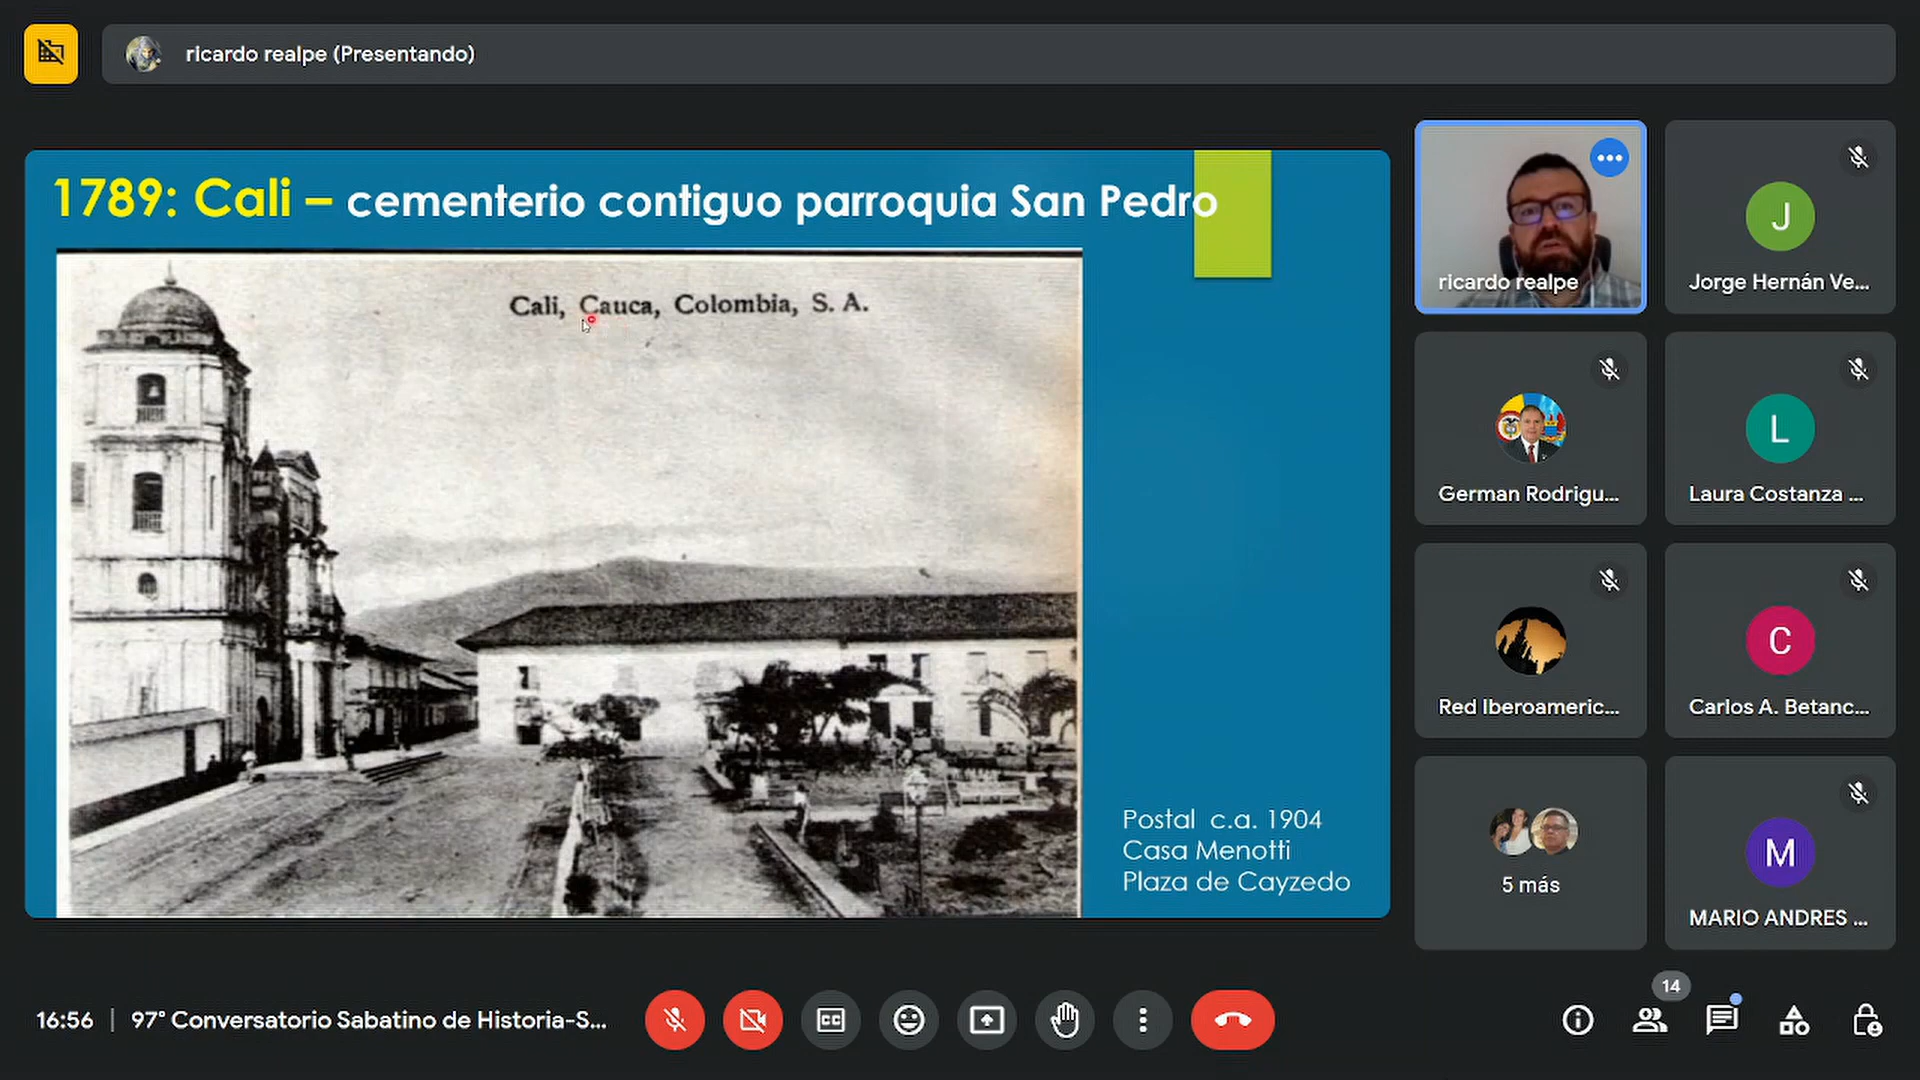 ricardo realpe (Presentando)
1789: Cali – cementerio contiguo parroquia San Pedro
Cali, Cauca, Colombia, S. A.
Postal c.a. 1904
Casa Menotti
Plaza de Cayzedo
ricardo realpe
J
Jorge Hernán Ve...
German Rodrigu...
L
Laura Costanza ...
Red Iberoameric...
C
Carlos A. Betanc...
5 más
M
MARIO ANDRES ...
16:56 | 97° Conversatorio Sabatino de Historia-S...
CC
14